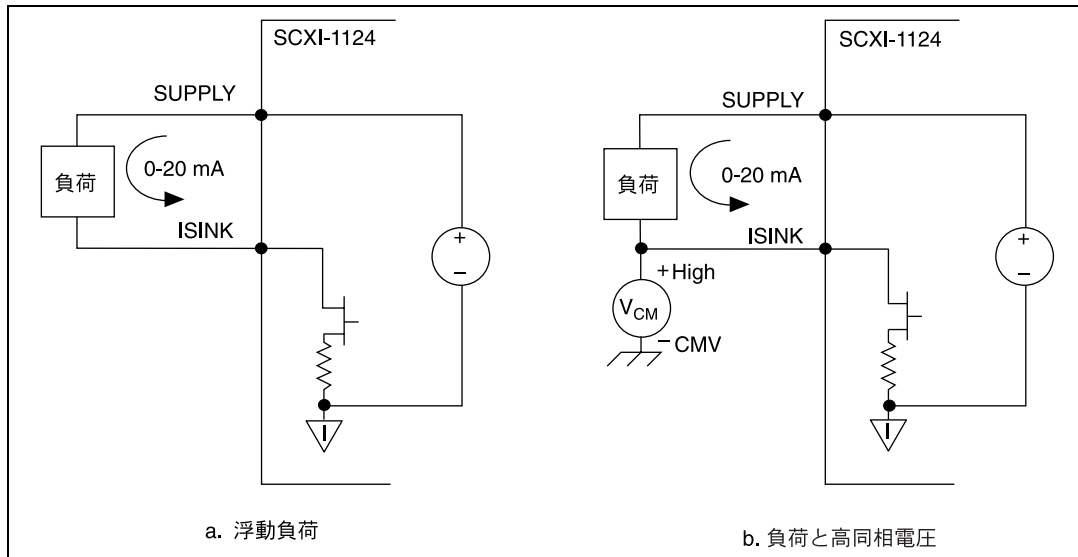 SCXI-1124
SUPPLY
負荷
0-20 mA
ISINK
+
−
I
a. 浮動負荷
SCXI-1124
SUPPLY
負荷
0-20 mA
ISINK
+High
VCM
− CMV
+
−
I
b. 負荷と高同相電圧